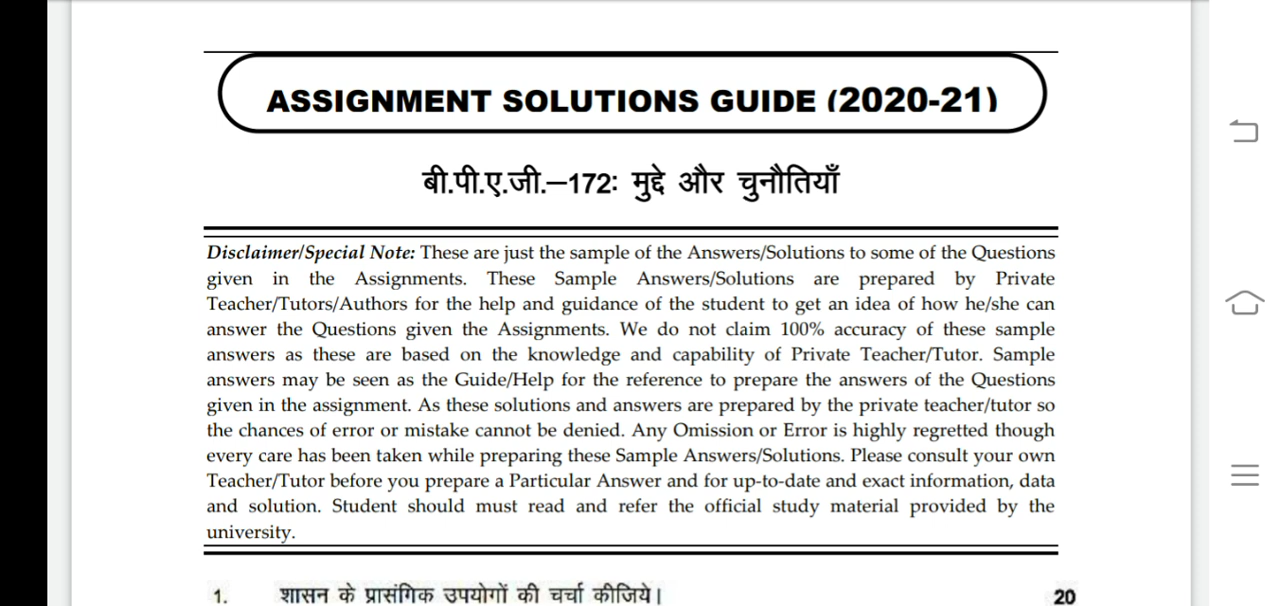 ASSIGNMENT SOLUTIONS GUIDE (2020-21)
बी.पी.ए.जी.–172: मुद्दे और चुनौतियाँ
Disclaimer/Special Note: These are just the sample of the Answers/Solutions to some of the Questions
given in the Assignments. These Sample Answers/Solutions are prepared by Private
Teacher/Tutors/Authors for the help and guidance of the student to get an idea of how he/she can
answer the Questions given the Assignments. We do not claim 100% accuracy of these sample
answers as these are based on the knowledge and capability of Private Teacher/Tutor. Sample
answers may be seen as the Guide/Help for the reference to prepare the answers of the Questions
given in the assignment. As these solutions and answers are prepared by the private teacher/tutor so
the chances of error or mistake cannot be denied. Any Omission or Error is highly regretted though
every care has been taken while preparing these Sample Answers/Solutions. Please consult your own
Teacher/Tutor before you prepare a Particular Answer and for up-to-date and exact information, data
and solution. Student should must read and refer the official study material provided by the
university.
1. शासन के प्रासंगिक उपयोगों की चर्चा कीजिये। 20